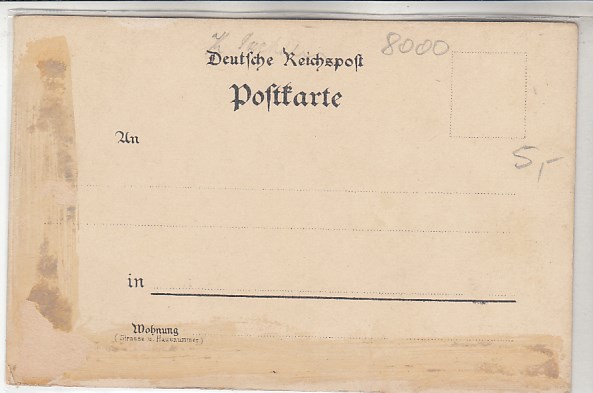 8000
Deutsche Reichspost
Postkarte
5,-
An
in
Wohnung
(Strasse u. Hausnummer)